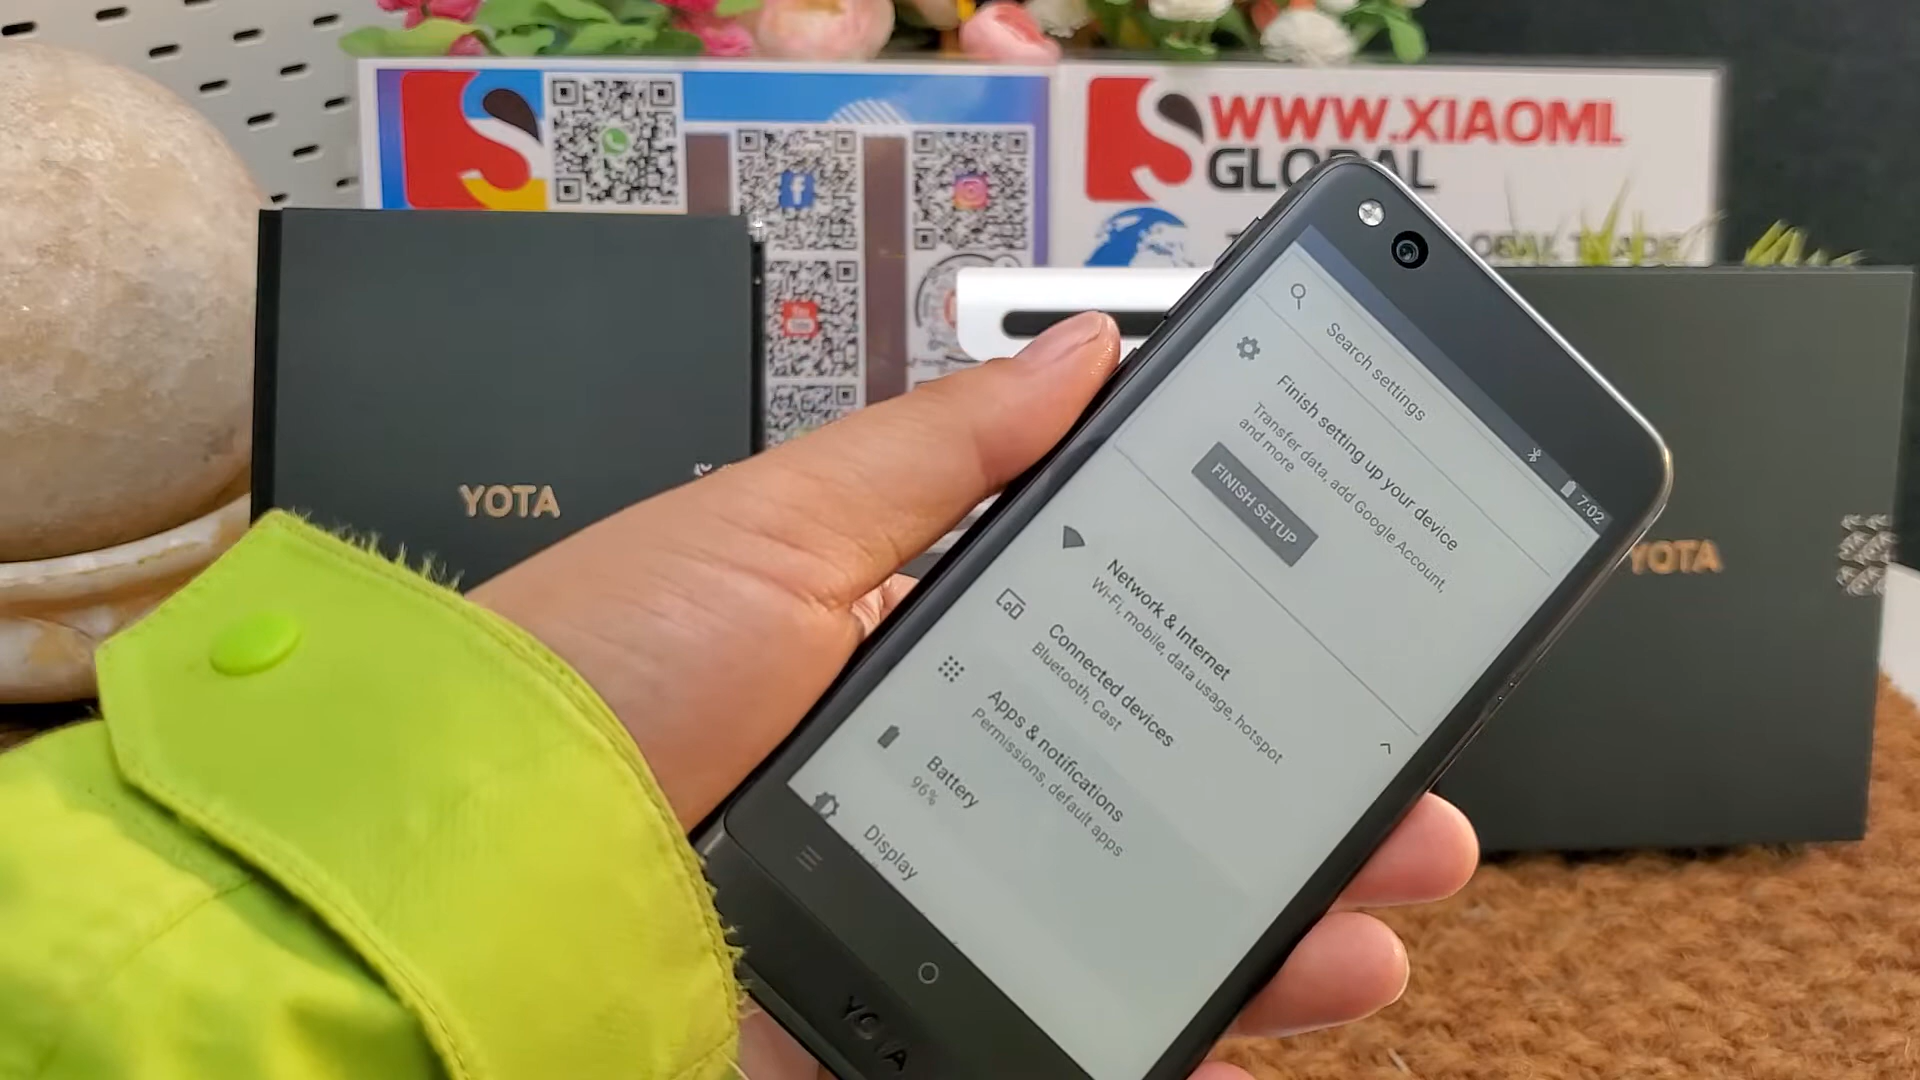 WWW.XIAOMI.
GLOBAL
YOTA
YOTA
7:02
Search settings
Finish setting up your device
Transfer data, add Google Account,
and more
FINISH SETUP
Network & Internet
Wi-Fi, mobile, data usage, hotspot
Connected devices
Bluetooth, Cast
Apps & notifications
Permissions, default apps
Battery
96%
Display
YOTA